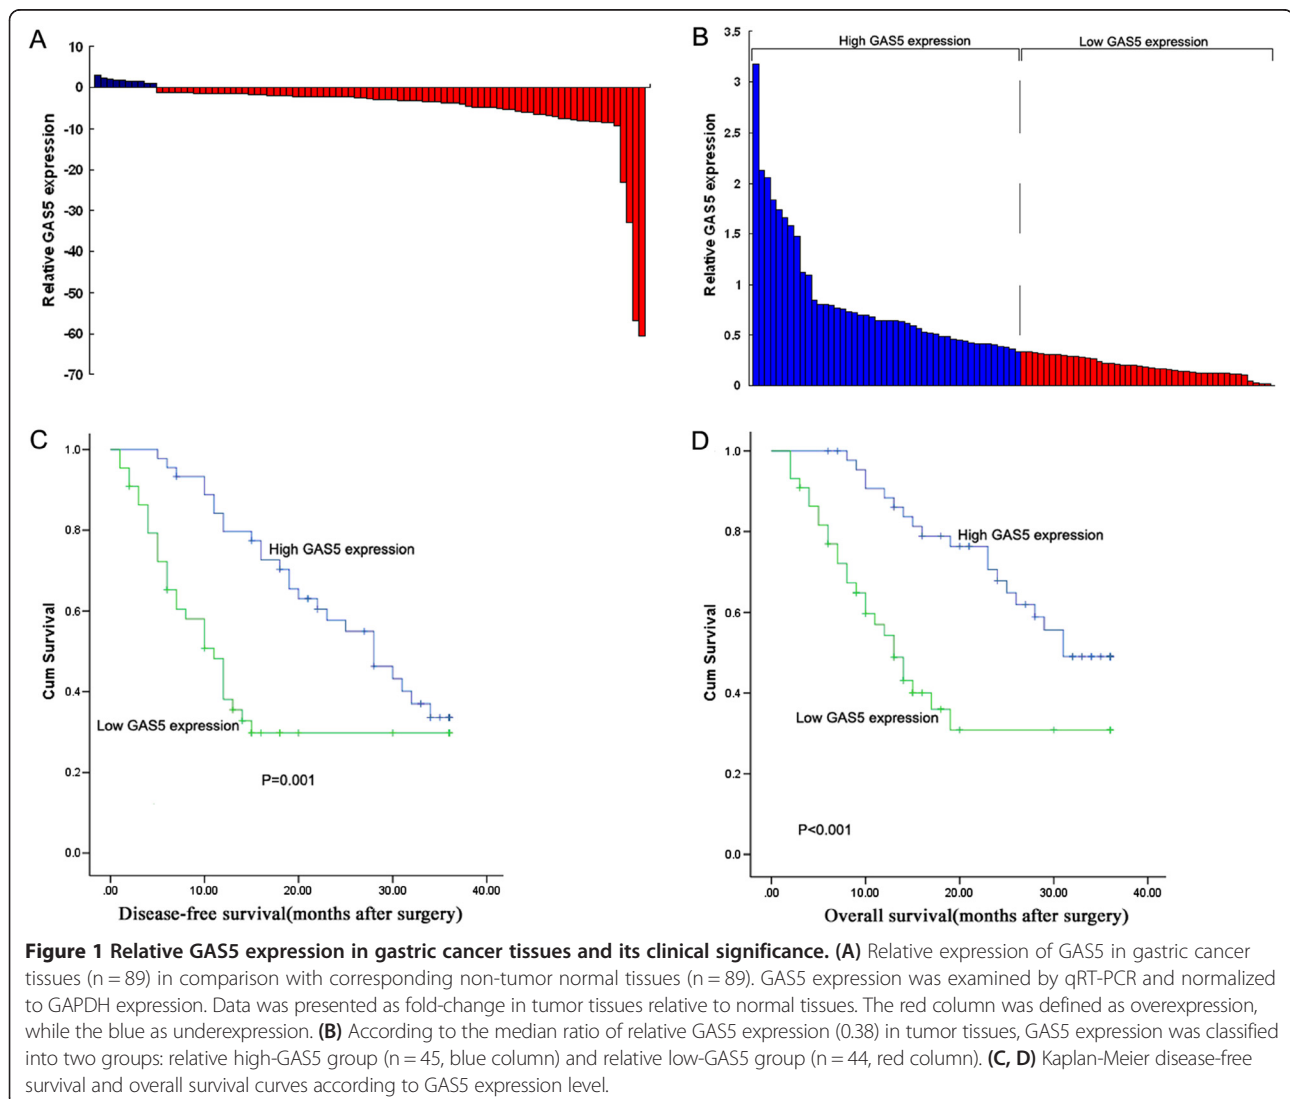 A
10
0
-10
-20
-30
-40
-50
-60
-70
Relative GAS5 expression
B
High GAS5 expression
Low GAS5 expression
3.5
3
2.5
2
1.5
1
0.5
0
Relative GAS5 expression
C
1.0
0.8
0.6
0.4
0.2
0.0
Cum Survival
High GAS5 expression
Low GAS5 expression
P=0.001
.00
10.00
20.00
30.00
40.00
Disease-free survival(months after surgery)
D
1.0
0.8
0.6
0.4
0.2
0.0
Cum Survival
High GAS5 expression
Low GAS5 expression
P<0.001
.00
10.00
20.00
30.00
40.00
Overall survival(months after surgery)
Figure 1 Relative GAS5 expression in gastric cancer tissues and its clinical significance. (A) Relative expression of GAS5 in gastric cancer
tissues (n = 89) in comparison with corresponding non-tumor normal tissues (n = 89). GAS5 expression was examined by qRT-PCR and normalized
to GAPDH expression. Data was presented as fold-change in tumor tissues relative to normal tissues. The red column was defined as overexpression,
while the blue as underexpression. (B) According to the median ratio of relative GAS5 expression (0.38) in tumor tissues, GAS5 expression was classified
into two groups: relative high-GAS5 group (n = 45, blue column) and relative low-GAS5 group (n = 44, red column). (C, D) Kaplan-Meier disease-free
survival and overall survival curves according to GAS5 expression level.